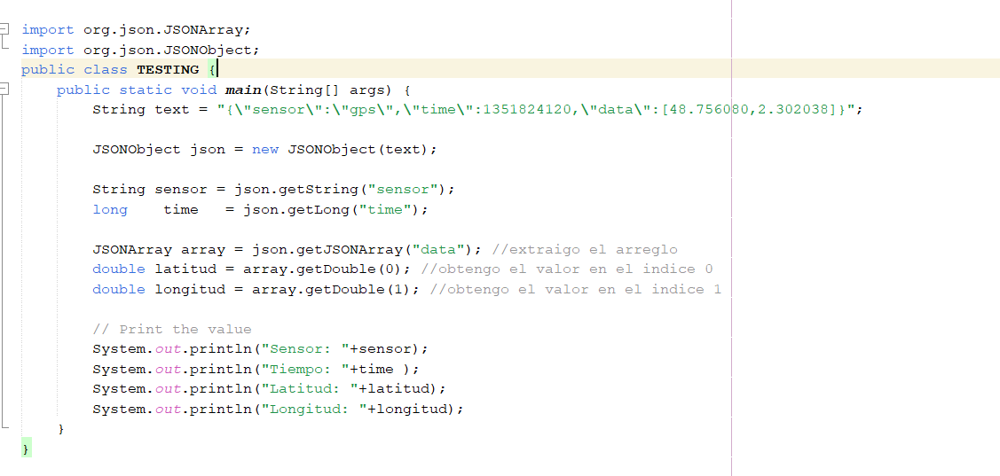 import org.json.JSONArray;
import org.json.JSONObject;
public class TESTING {
    public static void main(String[] args) {
        String text = "{\"sensor\":\"gps\",\"time\":1351824120,\"data\":[48.756080,2.302038]}";

        JSONObject json = new JSONObject(text);

        String sensor = json.getString("sensor");
        long    time   = json.getLong("time");

        JSONArray array = json.getJSONArray("data"); //extraigo el arreglo
        double latitud = array.getDouble(0); //obtengo el valor en el indice 0
        double longitud = array.getDouble(1); //obtengo el valor en el indice 1

        // Print the value
        System.out.println("Sensor: "+sensor);
        System.out.println("Tiempo: "+time );
        System.out.println("Latitud: "+latitud);
        System.out.println("Longitud: "+longitud);
    }
}